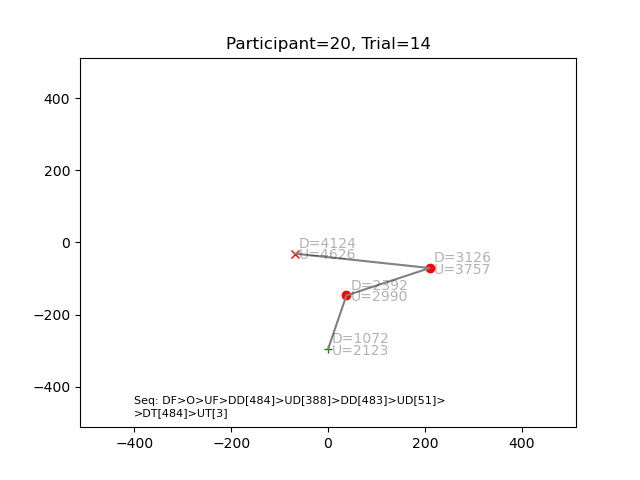 Participant=20, Trial=14
400
200
0
−200
−400
D=4124
U=4626
D=3126
U=3757
D=2392
U=2990
D=1072
U=2123
Seq: DF>O>UF>DD[484]>UD[388]>DD[483]>UD[51]>
>DT[484]>UT[3]
−400 −200 0 200 400